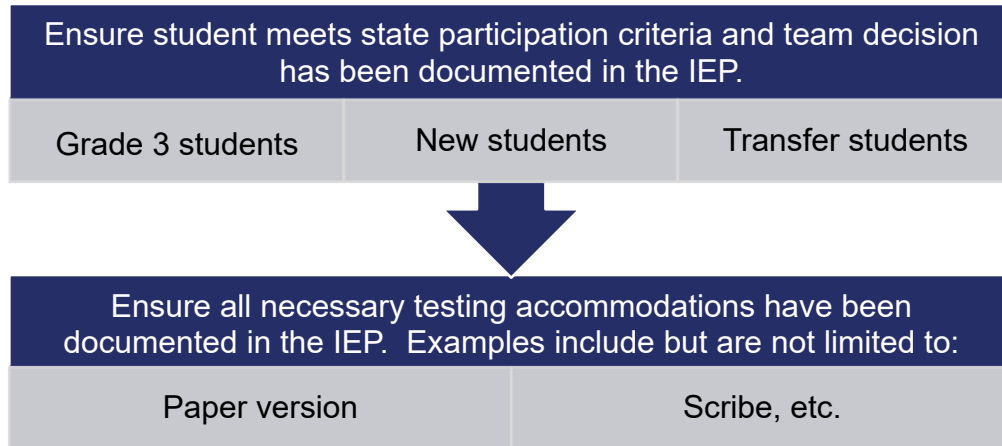 Ensure student meets state participation criteria and team decision
has been documented in the IEP.
Grade 3 students
New students
Transfer students
Ensure all necessary testing accommodations have been
documented in the IEP.  Examples include but are not limited to:
Paper version
Scribe, etc.